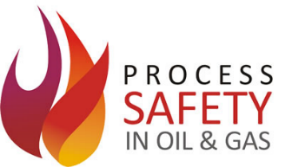 PROCESS
SAFETY
IN OIL & GAS